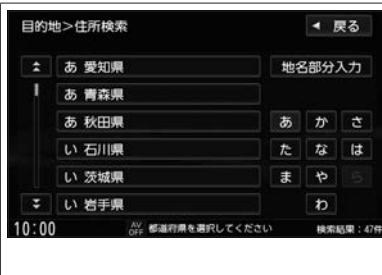 目的地>住所検索
◄ 戻る
あ 愛知県
地名部分入力
あ 青森県
あ 秋田県
あ か さ
い 石川県
た な は
い 茨城県
ま や ら
い 岩手県
わ
10:00
AV OFF
都道府県を選択してください
検索結果:47件